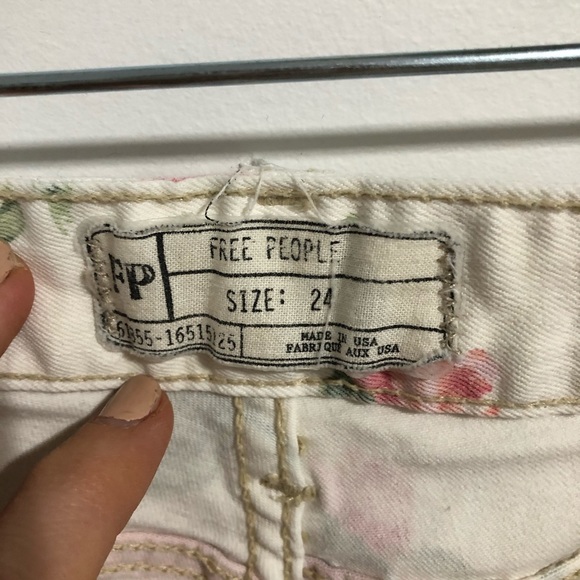 FP
FREE PEOPLE
SIZE: 24
MADE IN USA
FABRIQUE AUX USA